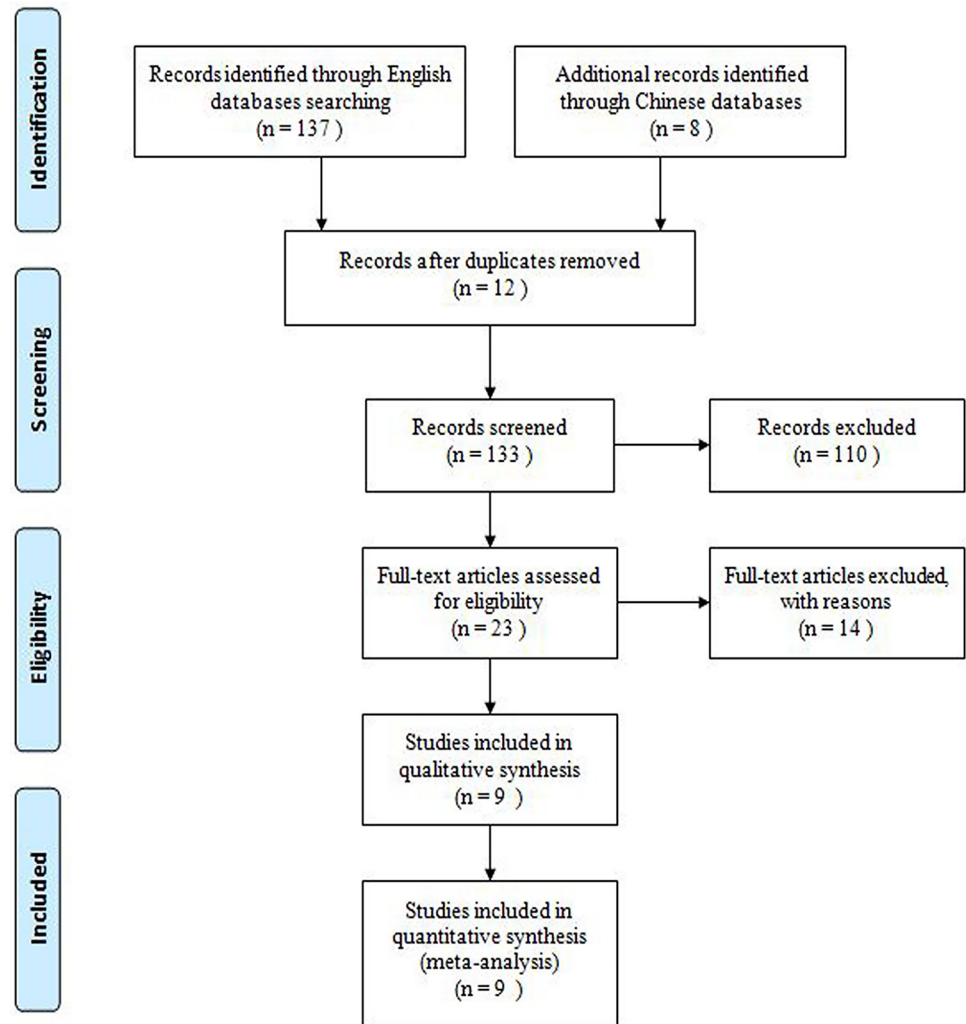 Identification
Records identified through English
databases searching
(n = 137 )
Additional records identified
through Chinese databases
(n = 8 )
Records after duplicates removed
(n = 12 )
Screening
Records screened
(n = 133 )
Records excluded
(n = 110 )
Eligibility
Full-text articles assessed
for eligibility
(n = 23 )
Full-text articles excluded,
with reasons
(n = 14 )
Studies included in
qualitative synthesis
(n = 9 )
Included
Studies included in
quantitative synthesis
(meta-analysis)
(n = 9 )